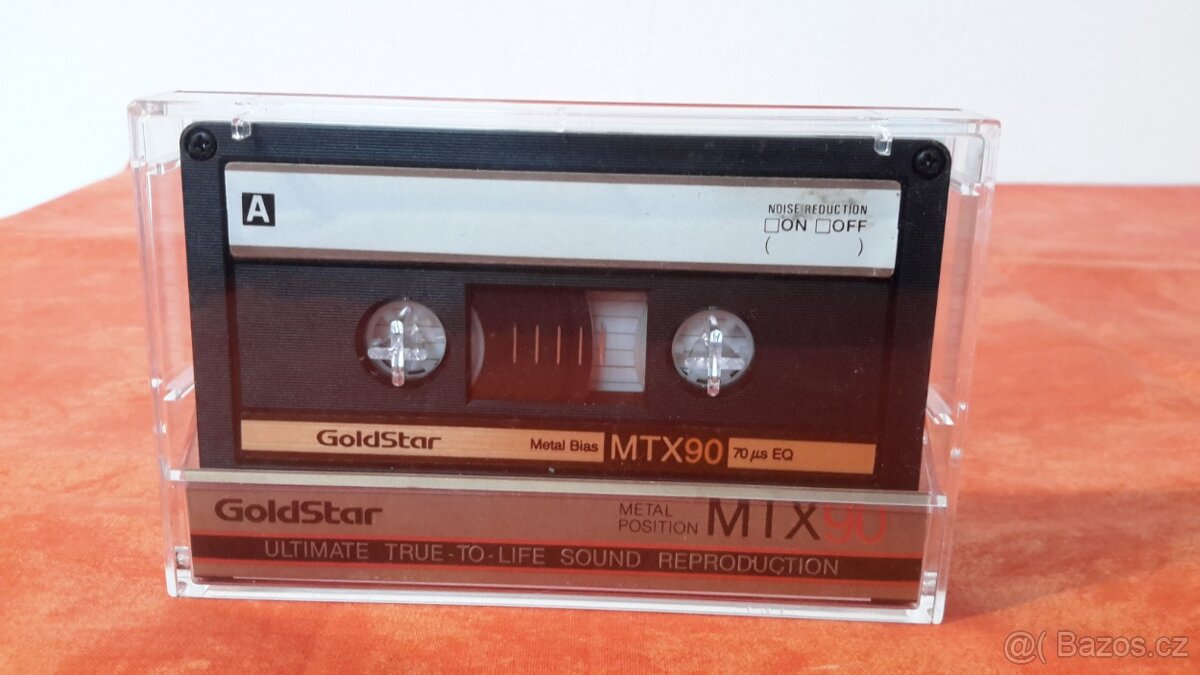 A
NOISE REDUCTION
□ON □OFF
( )
GoldStar Metal Bias MTX90 70 μs EQ
GoldStar METAL POSITION MTX90
ULTIMATE TRUE-TO-LIFE SOUND REPRODUCTION
@( Bazos.cz